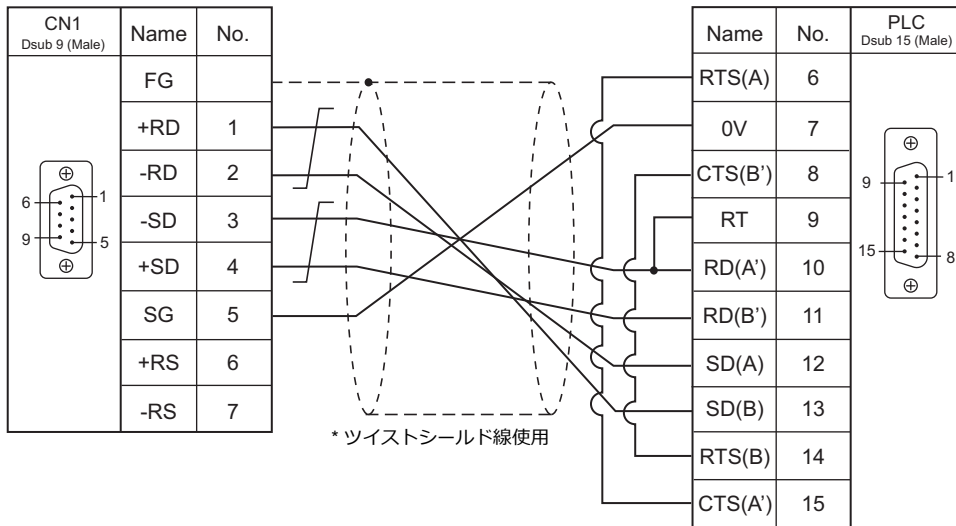 CN1
Dsub 9 (Male)
Name No.
FG
+RD 1
-RD 2
-SD 3
+SD 4
SG 5
+RS 6
-RS 7
6 1
9 5
* ツイストシールド線使用
Name No.
PLC
Dsub 15 (Male)
RTS(A) 6
0V 7
CTS(B') 8
RT 9
RD(A') 10
RD(B') 11
SD(A) 12
SD(B) 13
RTS(B) 14
CTS(A') 15
9 1
15 8